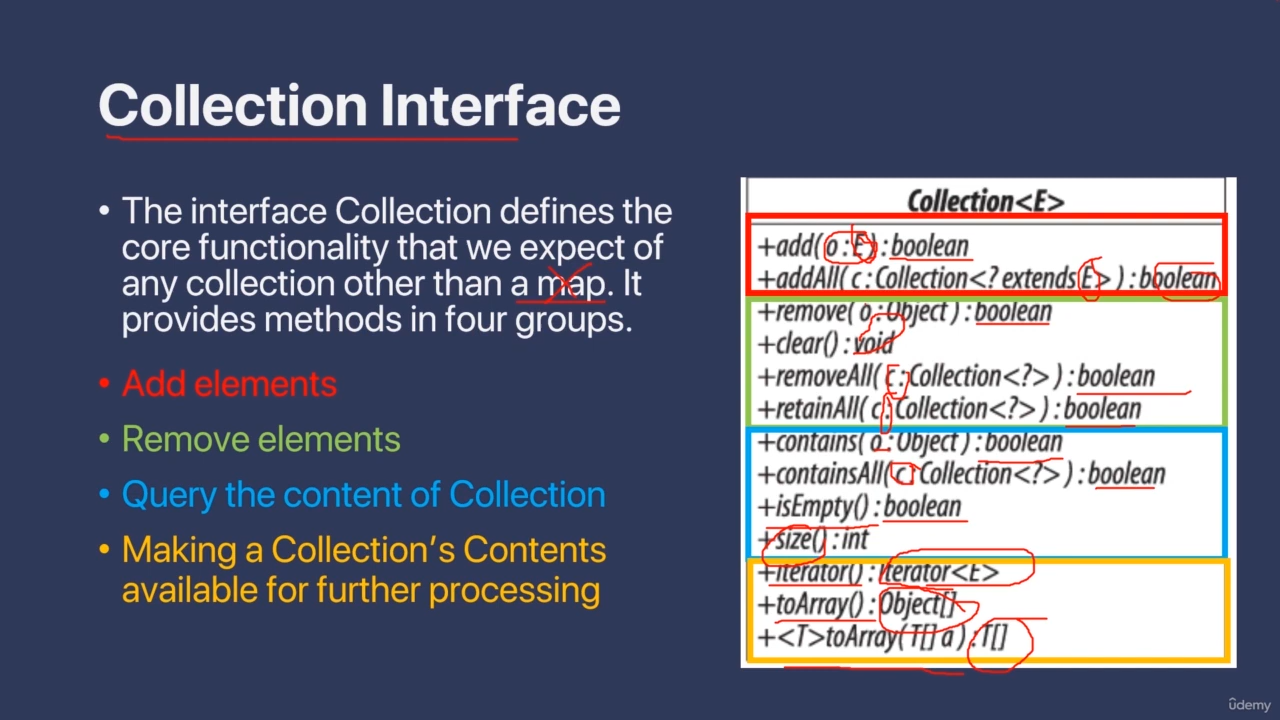 Collection Interface
• The interface Collection defines the
core functionality that we expect of
any collection other than a map. It
provides methods in four groups.
• Add elements
• Remove elements
• Query the content of Collection
• Making a Collection’s Contents
available for further processing
Collection<E>
+add( o : E ) : boolean
+addAll( c : Collection<? extends E> ) : boolean
+remove( o : Object ) : boolean
+clear() : void
+removeAll( c : Collection<?> ) : boolean
+retainAll( c : Collection<?> ) : boolean
+contains( o : Object ) : boolean
+containsAll( c : Collection<?> ) : boolean
+isEmpty() : boolean
+size() : int
+iterator() : Iterator<E>
+toArray() : Object[]
+<T>toArray( T[] a ) : T[]
ûdemy